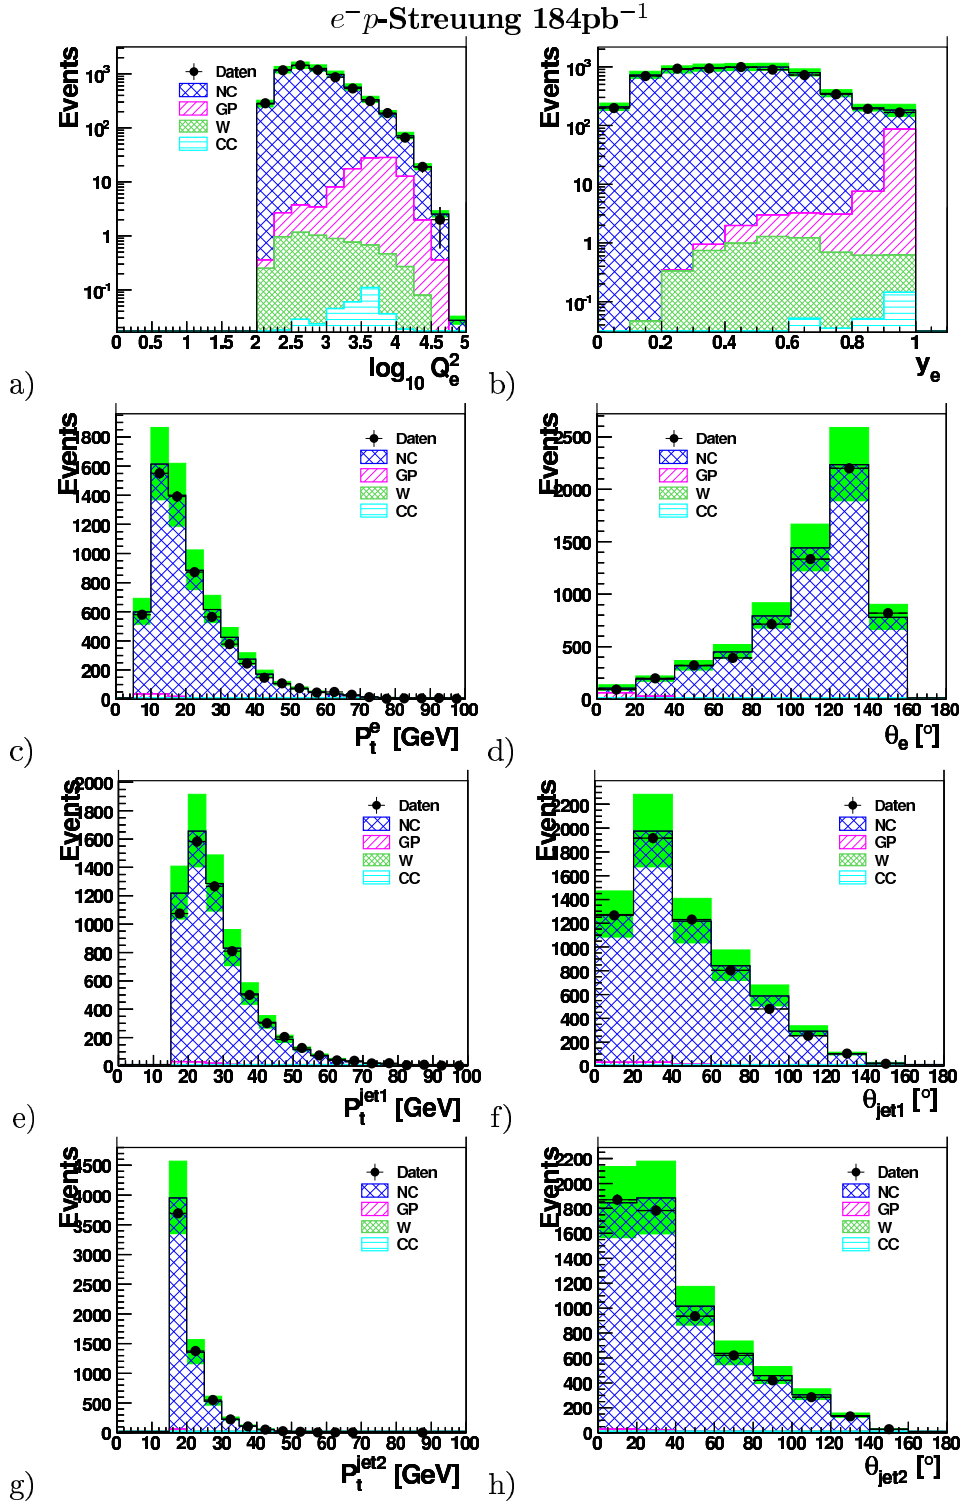 e⁻p-Streuung 184pb⁻¹
Events
10³
10²
10
1
10⁻¹
Daten
NC
GP
W
CC
0 0.5 1 1.5 2 2.5 3 3.5 4 4.5 5
log₁₀ Q²ₑ
a)
Events
10³
10²
10
1
10⁻¹
0 0.2 0.4 0.6 0.8 1
yₑ
b)
Events
1800
1600
1400
1200
1000
800
600
400
200
0
Daten
NC
GP
W
CC
0 10 20 30 40 50 60 70 80 90 100
Pₜᵉ [GeV]
c)
Events
2500
2000
1500
1000
500
0
Daten
NC
GP
W
CC
0 20 40 60 80 100 120 140 160 180
θₑ [°]
d)
Events
2000
1800
1600
1400
1200
1000
800
600
400
200
0
Daten
NC
GP
W
CC
0 10 20 30 40 50 60 70 80 90 100
Pₜ^jet1 [GeV]
e)
Events
2200
2000
1800
1600
1400
1200
1000
800
600
400
200
0
Daten
NC
GP
W
CC
0 20 40 60 80 100 120 140 160 180
θ_jet1 [°]
f)
Events
4500
4000
3500
3000
2500
2000
1500
1000
500
0
Daten
NC
GP
W
CC
0 10 20 30 40 50 60 70 80 90 100
Pₜ^jet2 [GeV]
g)
Events
2200
2000
1800
1600
1400
1200
1000
800
600
400
200
0
Daten
NC
GP
W
CC
0 20 40 60 80 100 120 140 160 180
θ_jet2 [°]
h)